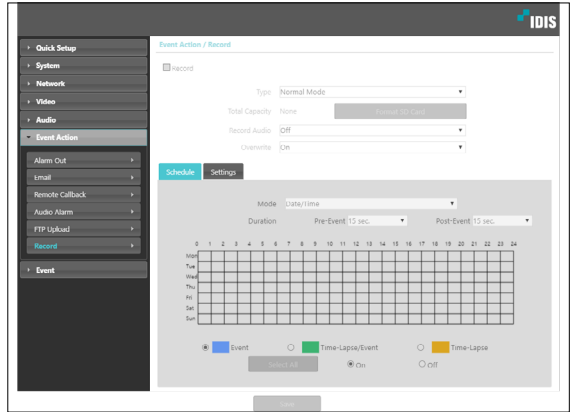 IDIS
Quick Setup
System
Network
Video
Audio
Event Action
Alarm Out
Email
Remote Callback
Audio Alarm
FTP Upload
Record
Event
Event Action / Record
Record
Type Normal Mode
Total Capacity None Format SD Card
Record Audio Off
Overwrite On
Schedule Settings
Mode Date/Time
Duration Pre-Event 15 sec. Post-Event 15 sec.
0 1 2 3 4 5 6 7 8 9 10 11 12 13 14 15 16 17 18 19 20 21 22 23 24
Mon
Tue
Wed
Thu
Fri
Sat
Sun
Event Time-Lapse/Event Time-Lapse
Select All On Off
Save